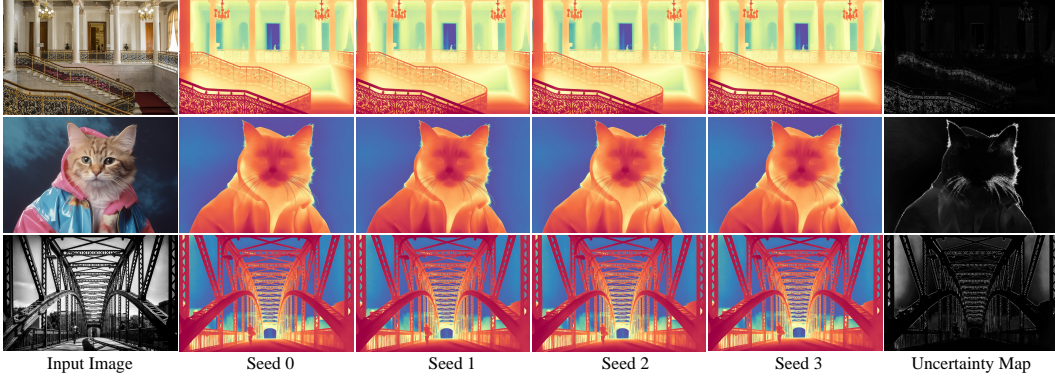 Input Image
Seed 0
Seed 1
Seed 2
Seed 3
Uncertainty Map